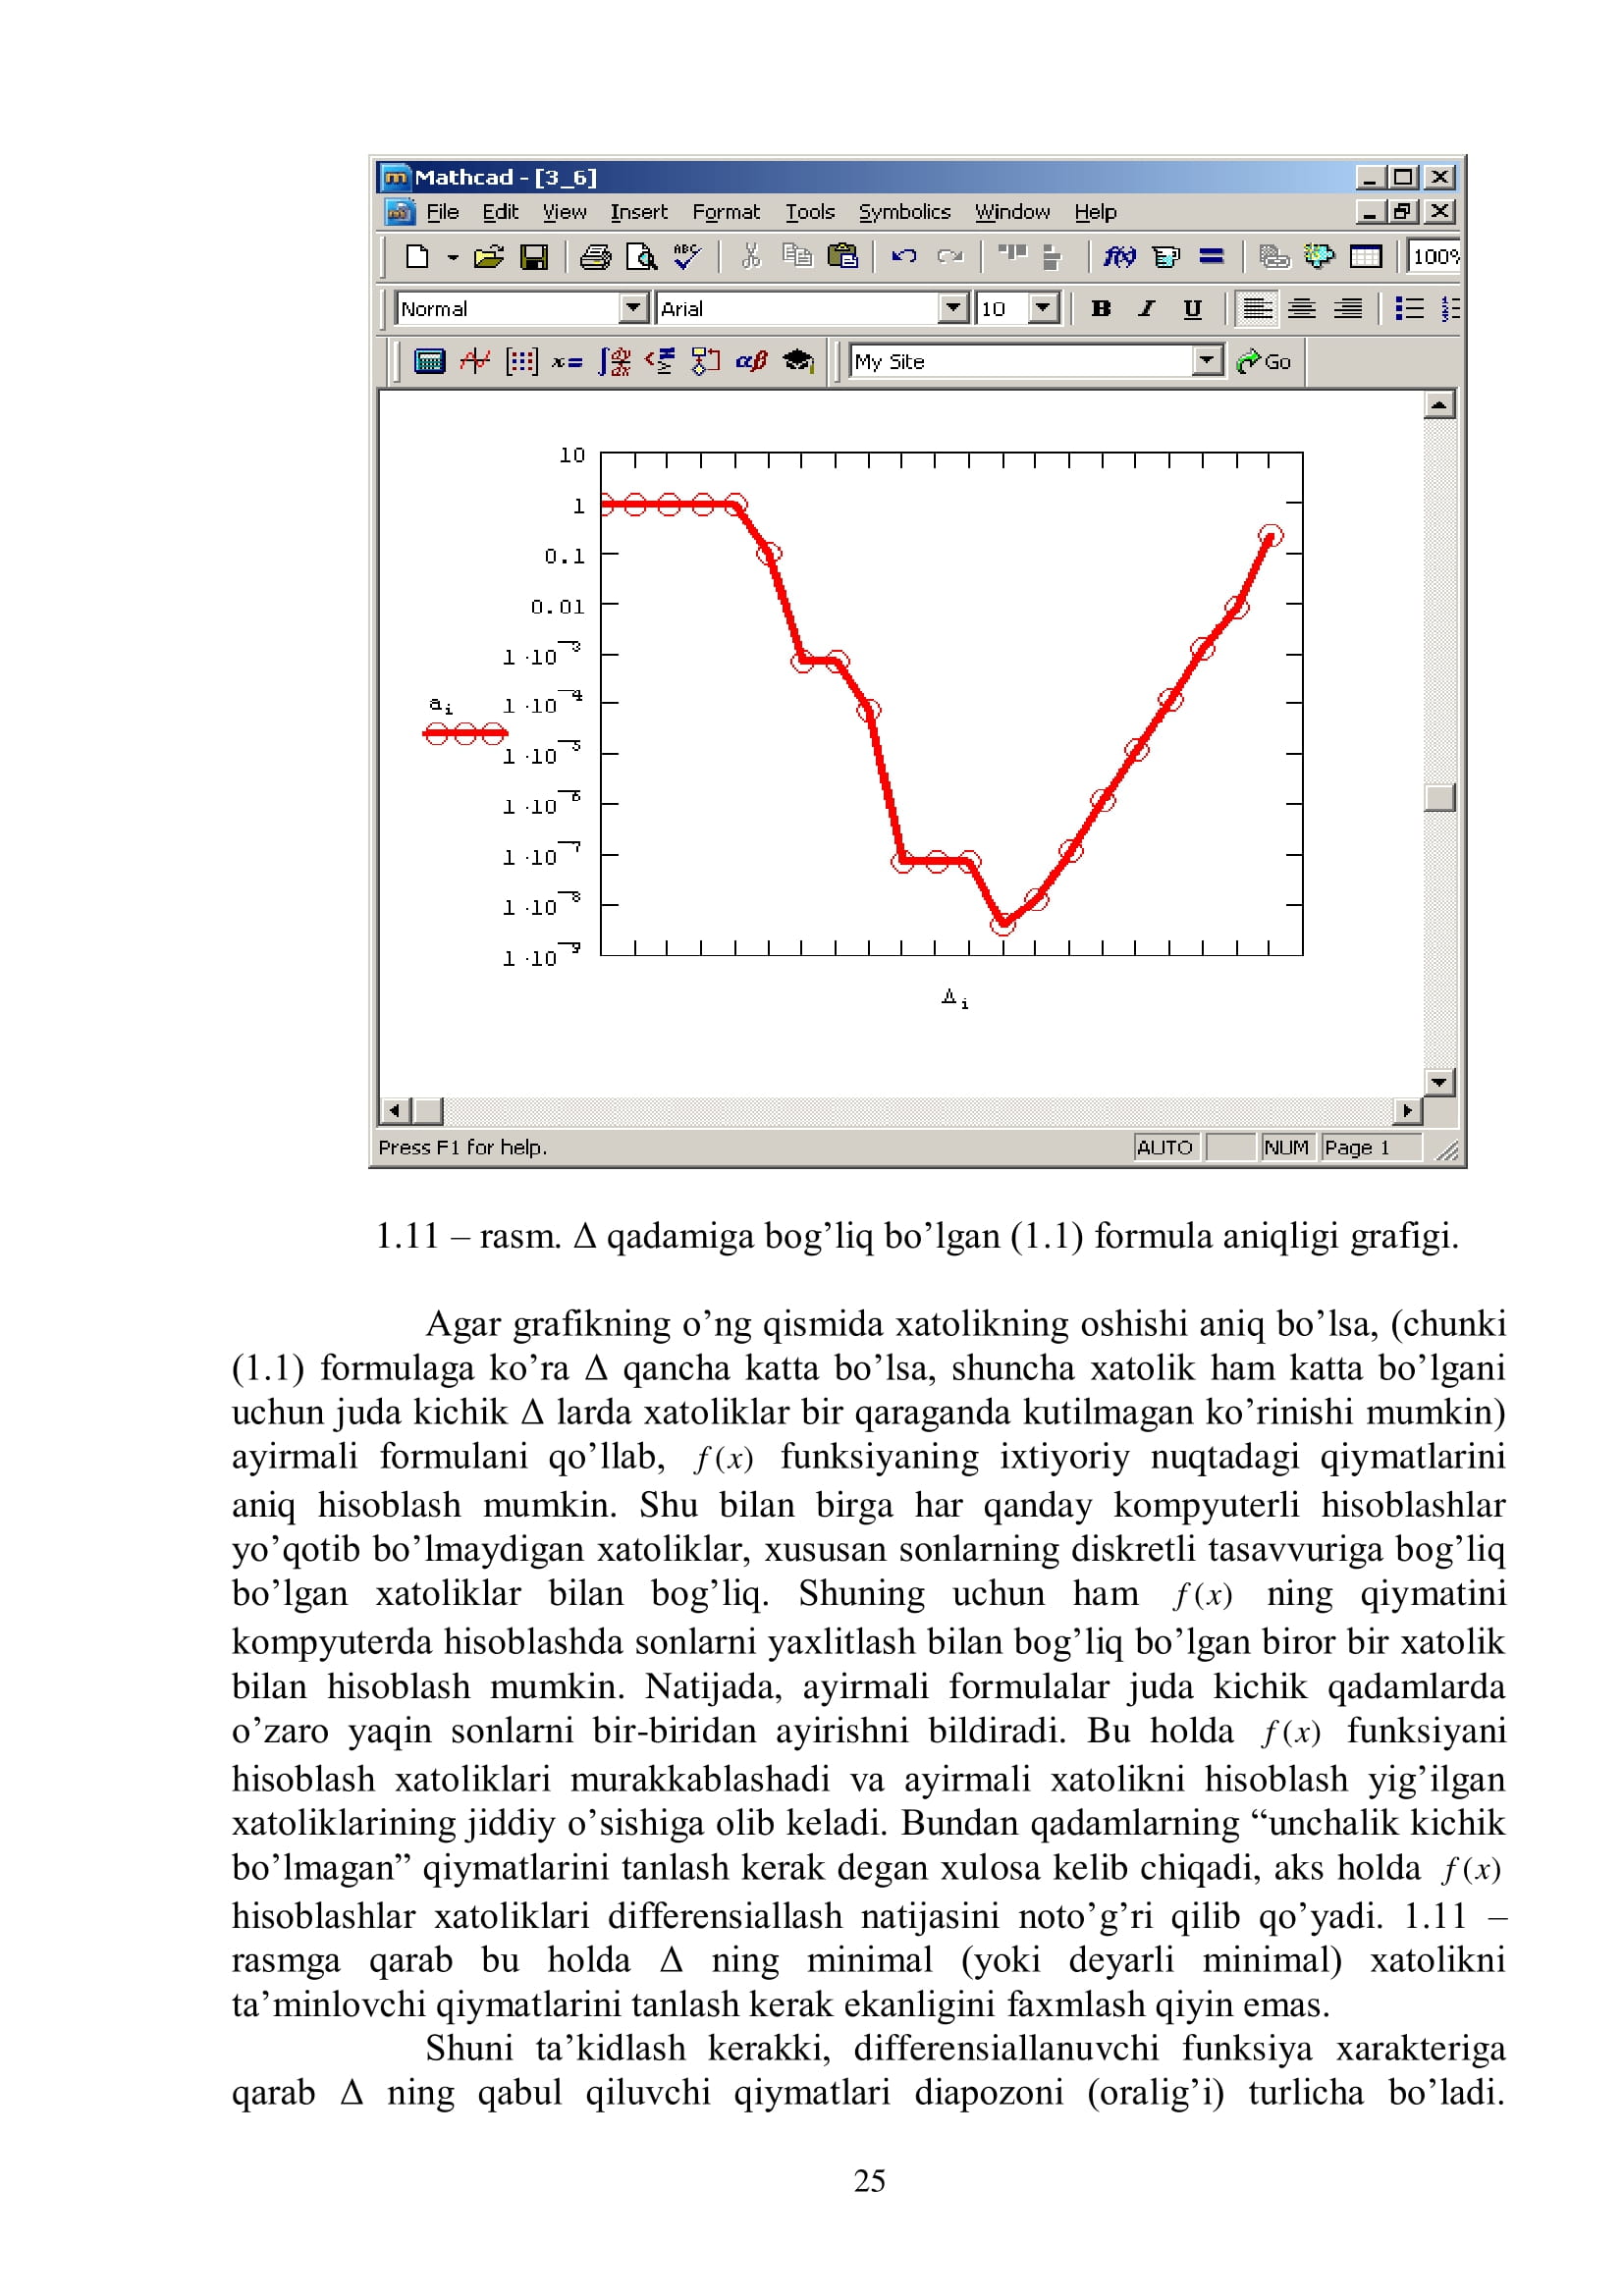 Mathcad - [3_6]
File Edit View Insert Format Tools Symbolics Window Help
100%
Normal Arial 10 B I U
My Site Go
10
1
0.1
0.01
1·10⁻³
1·10⁻⁴
1·10⁻⁵
1·10⁻⁶
1·10⁻⁷
1·10⁻⁸
1·10⁻⁹
aᵢ
Δᵢ
Press F1 for help. AUTO NUM Page 1
1.11 – rasm. Δ qadamiga bog’liq bo’lgan (1.1) formula aniqligi grafigi.
Agar grafikning o’ng qismida xatolikning oshishi aniq bo’lsa, (chunki
(1.1) formulaga ko’ra Δ qancha katta bo’lsa, shuncha xatolik ham katta bo’lgani
uchun juda kichik Δ larda xatoliklar bir qaraganda kutilmagan ko’rinishi mumkin)
ayirmali formulani qo’llab, f(x) funksiyaning ixtiyoriy nuqtadagi qiymatlarini
aniq hisoblash mumkin. Shu bilan birga har qanday kompyuterli hisoblashlar
yo’qotib bo’lmaydigan xatoliklar, xususan sonlarning diskretli tasavvuriga bog’liq
bo’lgan xatoliklar bilan bog’liq. Shuning uchun ham f(x) ning qiymatini
kompyuterda hisoblashda sonlarni yaxlitlash bilan bog’liq bo’lgan biror bir xatolik
bilan hisoblash mumkin. Natijada, ayirmali formulalar juda kichik qadamlarda
o’zaro yaqin sonlarni bir-biridan ayirishni bildiradi. Bu holda f(x) funksiyani
hisoblash xatoliklari murakkablashadi va ayirmali xatolikni hisoblash yig’ilgan
xatoliklarining jiddiy o’sishiga olib keladi. Bundan qadamlarning “unchalik kichik
bo’lmagan” qiymatlarini tanlash kerak degan xulosa kelib chiqadi, aks holda f(x)
hisoblashlar xatoliklari differensiallash natijasini noto’g’ri qilib qo’yadi. 1.11 –
rasmga qarab bu holda Δ ning minimal (yoki deyarli minimal) xatolikni
ta’minlovchi qiymatlarini tanlash kerak ekanligini faxmlash qiyin emas.
Shuni ta’kidlash kerakki, differensiallanuvchi funksiya xarakteriga
qarab Δ ning qabul qiluvchi qiymatlari diapozoni (oralig’i) turlicha bo’ladi.
25